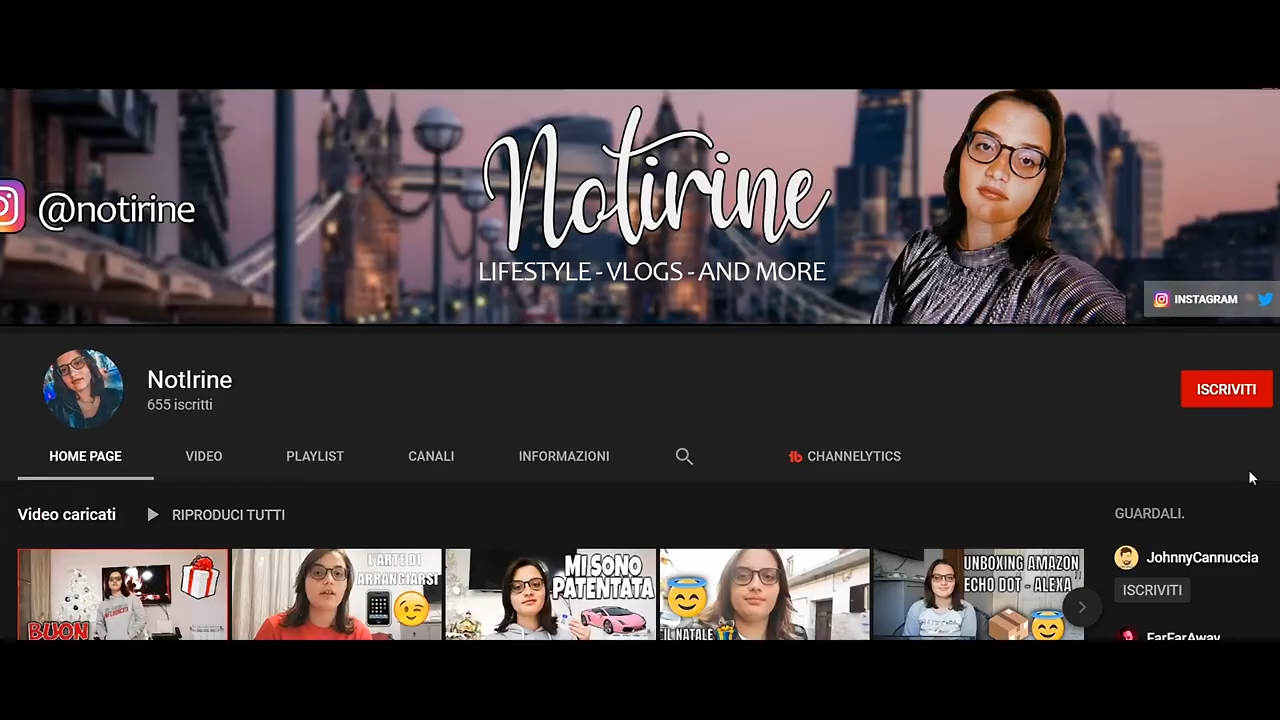 @notirine
Notirine
LIFESTYLE - VLOGS - AND MORE
INSTAGRAM
NotIrine
655 iscritti
ISCRIVITI
HOME PAGE
VIDEO
PLAYLIST
CANALI
INFORMAZIONI
CHANNELYTICS
Video caricati
RIPRODUCI TUTTI
GUARDALI.
BUON
L'ARTE DI
ARRANGIARSI
MI SONO
PATENTATA
IL NATALE
UNBOXING AMAZON
ECHO DOT - ALEXA
JohnnyCannuccia
ISCRIVITI
FarFarAway